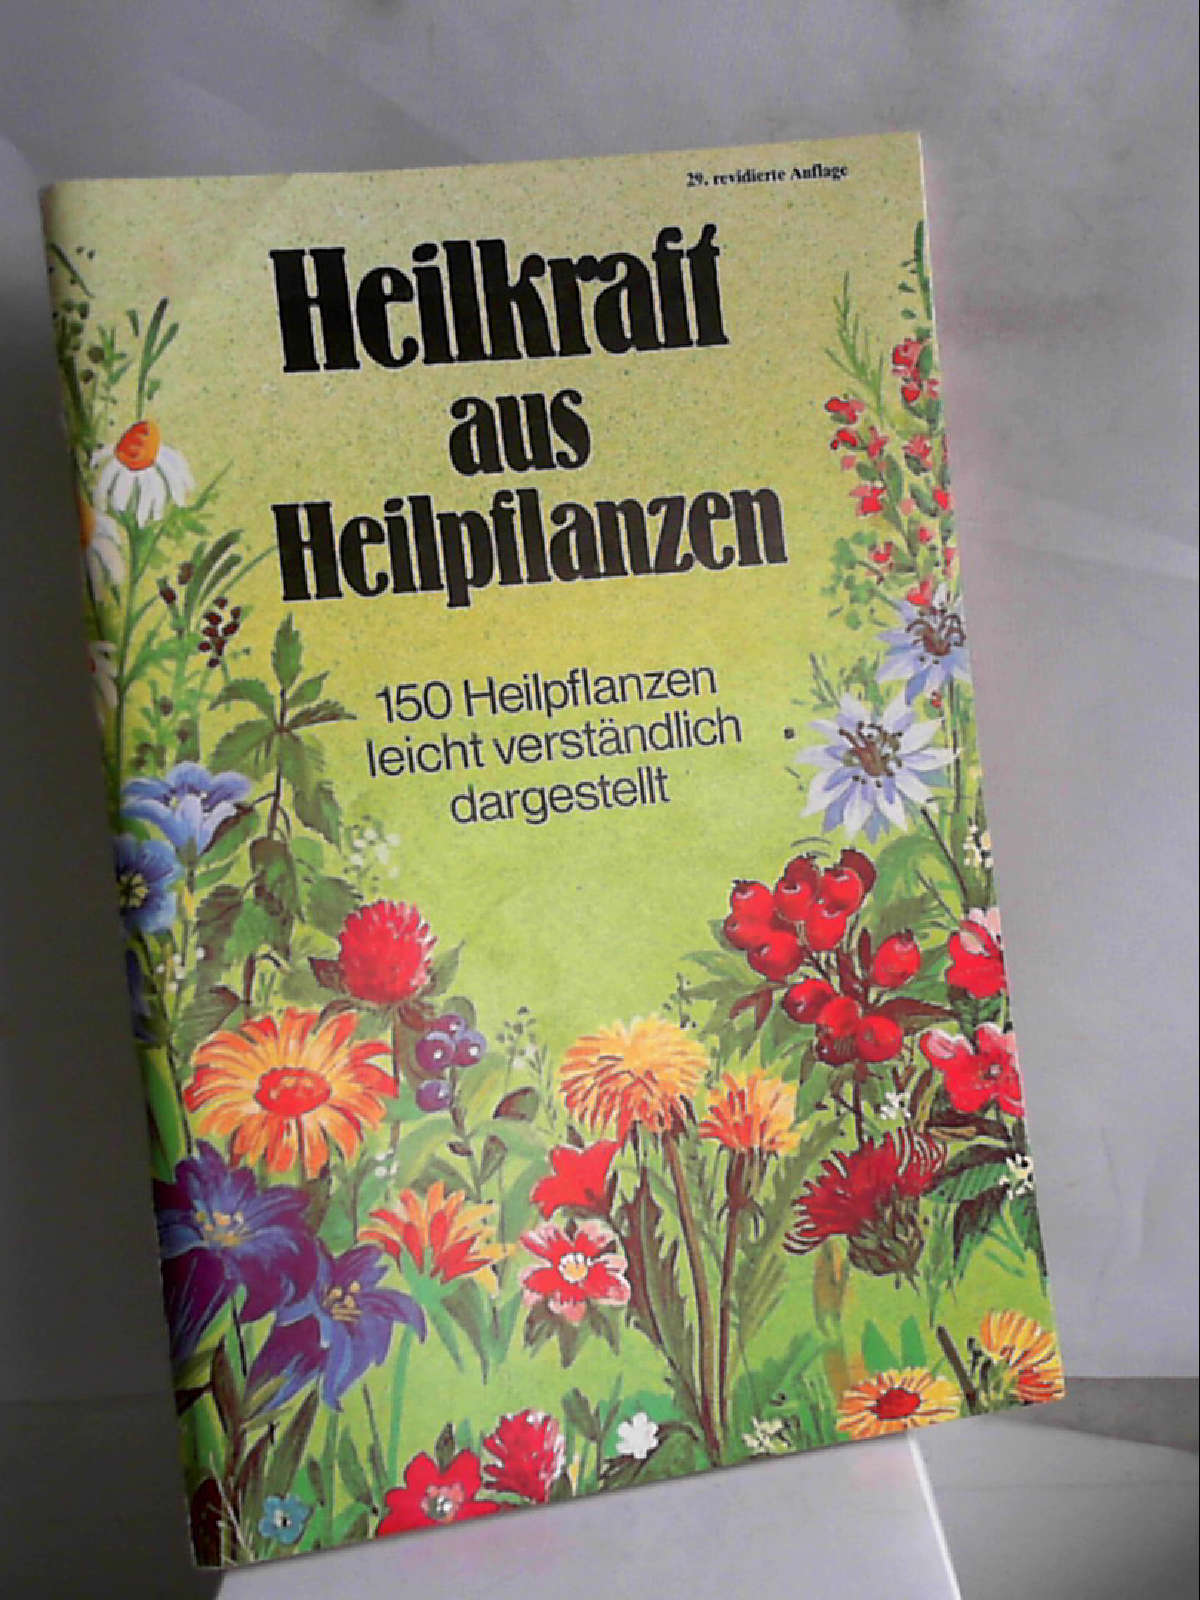 29. revidierte Auflage
Heilkraft
aus
Heilpflanzen
150 Heilpflanzen
leicht verständlich
dargestellt